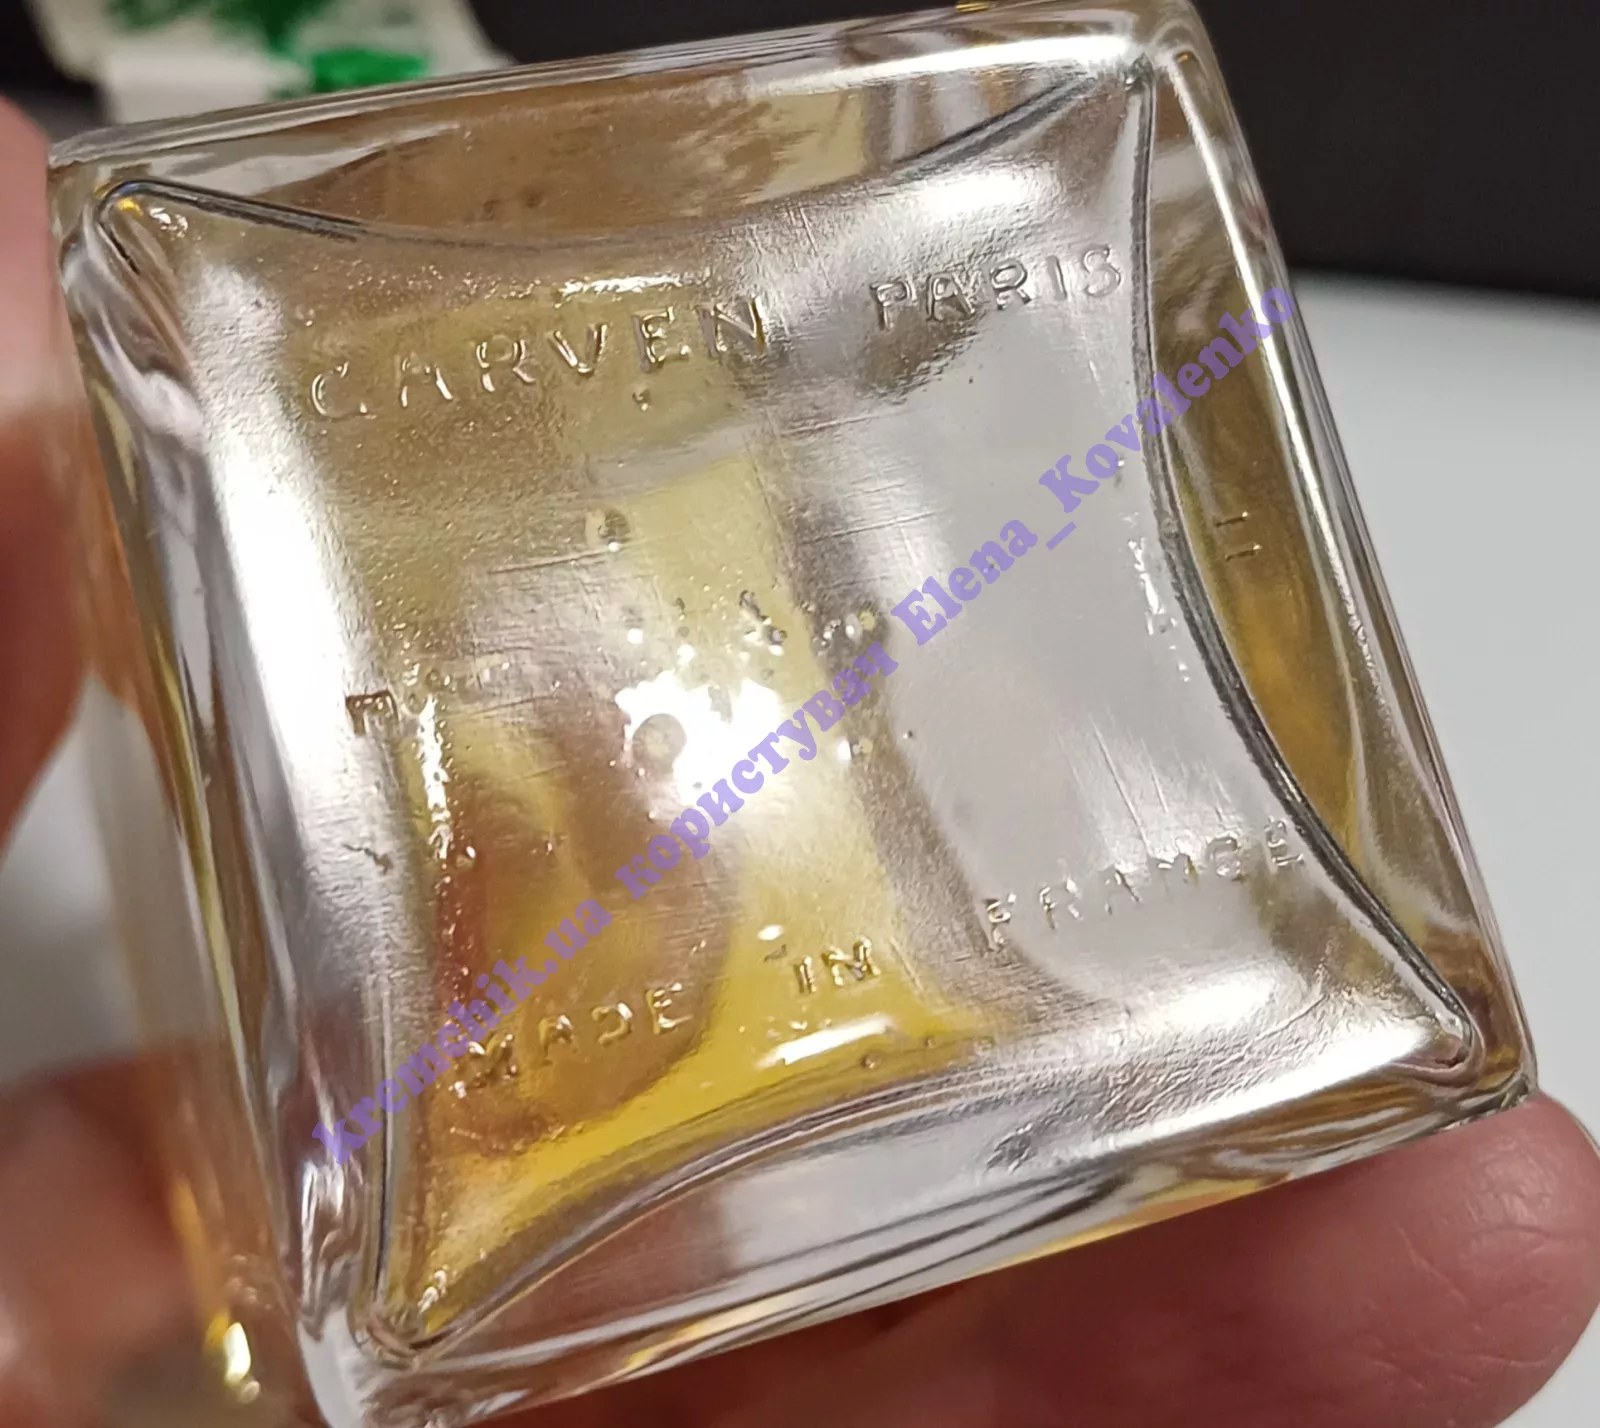 CARVEN PARIS
E
MADE IN FRANCE
kremchik.ua користувач Elena_Kovalenko